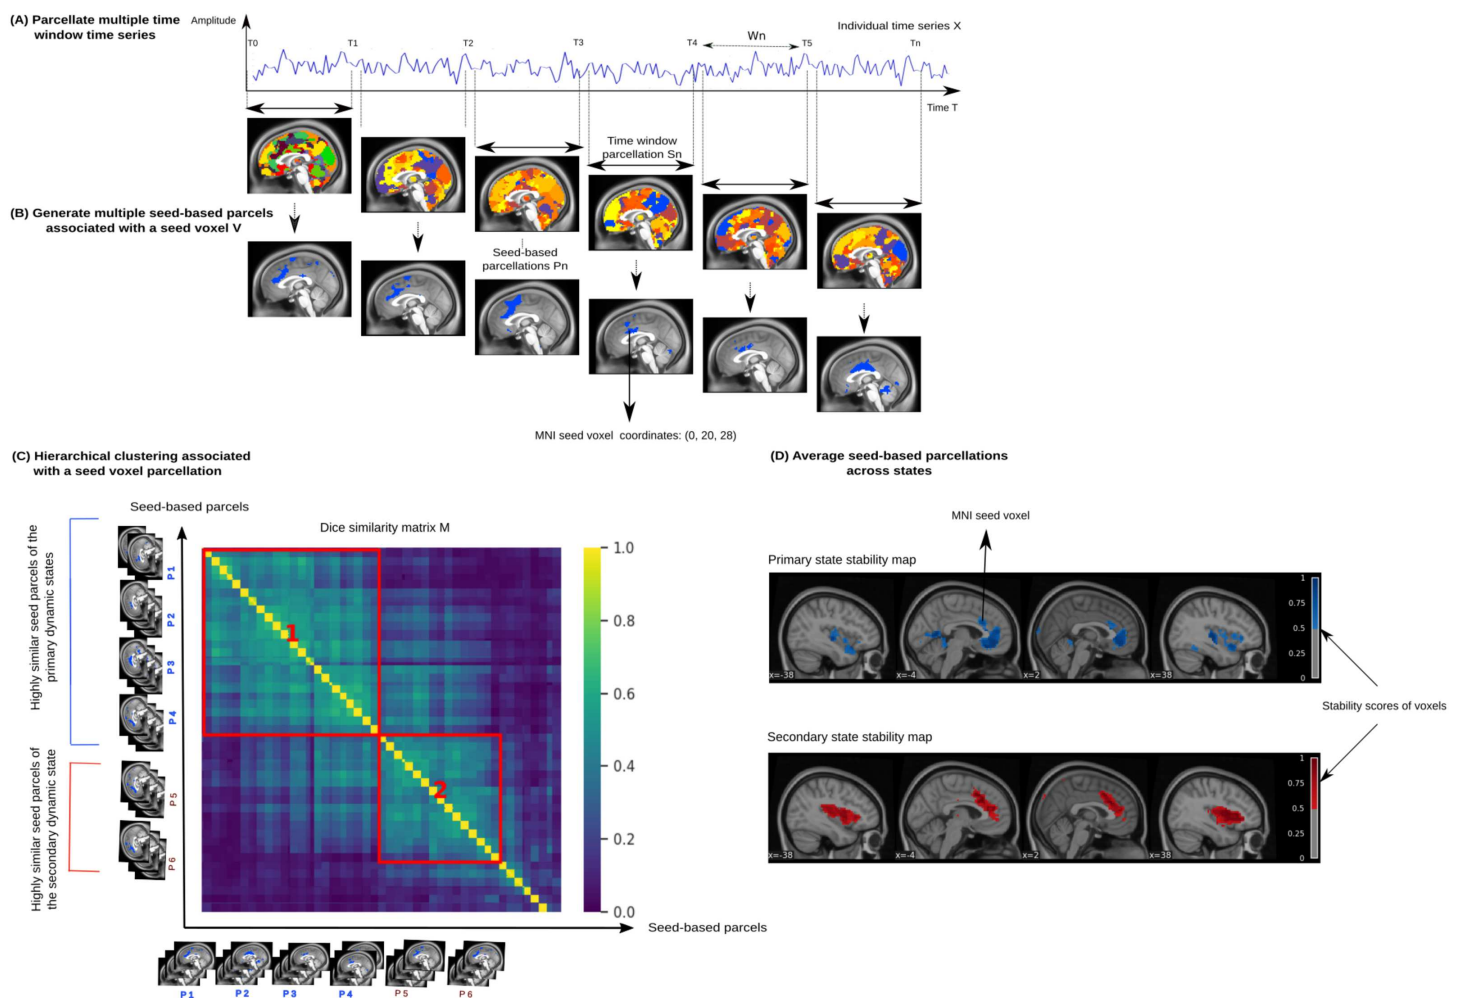 (A) Parcellate multiple time
window time series
Amplitude
Individual time series X
T0
T1
T2
T3
T4
Wn
T5
Tn
Time T
Time window
parcellation Sn
(B) Generate multiple seed-based parcels
associated with a seed voxel V
Seed-based
parcellations Pn
MNI seed voxel coordinates: (0, 20, 28)
(C) Hierarchical clustering associated
with a seed voxel parcellation
Seed-based parcels
Dice similarity matrix M
Highly similar seed parcels of the
primary dynamic states
Highly similar seed parcels of
the secondary dynamic state
P1
P2
P3
P4
P5
P6
1
2
1.0
0.8
0.6
0.4
0.2
0.0
Seed-based parcels
P1
P2
P3
P4
P5
P6
(D) Average seed-based parcellations
across states
MNI seed voxel
Primary state stability map
x=-38
x=-4
x=2
x=38
1
0.75
0.5
0.25
0
Stability scores of voxels
Secondary state stability map
x=-38
x=-4
x=2
x=38
1
0.75
0.5
0.25
0